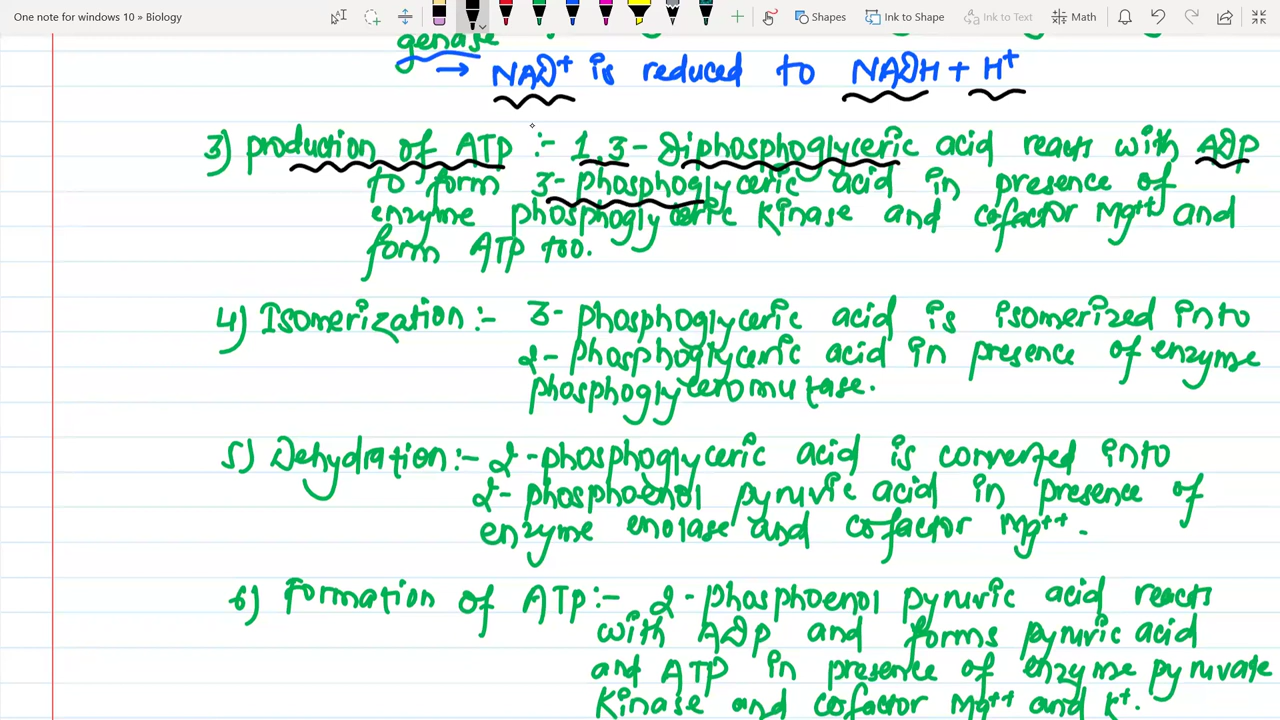 One note for windows 10 » Biology
Shapes Ink to Shape Ink to Text Math
genase
→ NAD+ is reduced to NADH + H+
3) production of ATP :- 1,3- Diphosphoglyceric acid reacts with ADP
to form 3- phosphoglyceric acid in presence of
enzyme phosphoglyceric kinase and cofactor Mg++ and
form ATP too.
4) Isomerization :- 3- phosphoglyceric acid is isomerized into
2- phosphoglyceric acid in presence of enzyme
phosphoglyceromutase.
5) Dehydration :- 2-phosphoglyceric acid is converted into
2- phosphoenol pyruvic acid in presence of
enzyme enolase and cofactor Mg++.
6) Formation of ATP :- 2-phosphoenol pyruvic acid reacts
with ADP and forms pyruvic acid
and ATP in presence of enzyme pyruvate
kinase and cofactor Mg++ and K+.